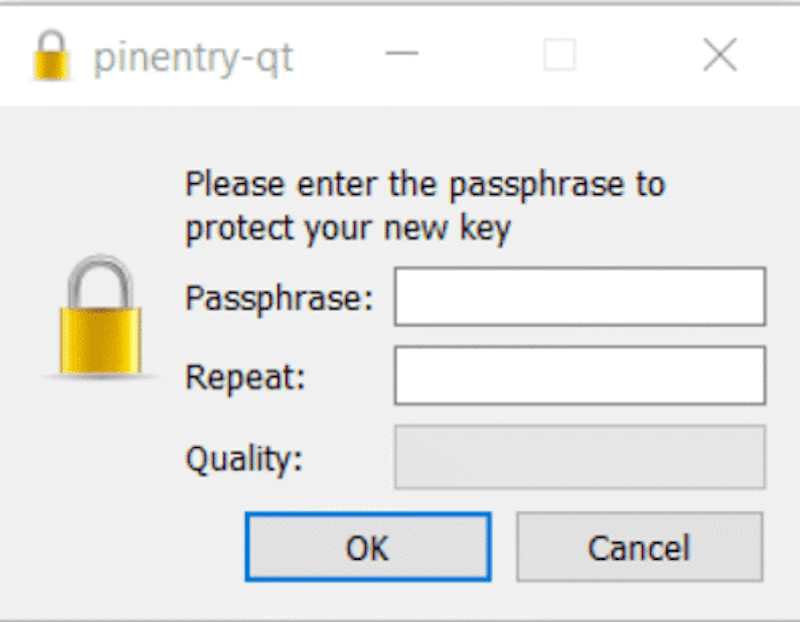 pinentry-qt
Please enter the passphrase to
protect your new key
Passphrase:
Repeat:
Quality:
OK
Cancel